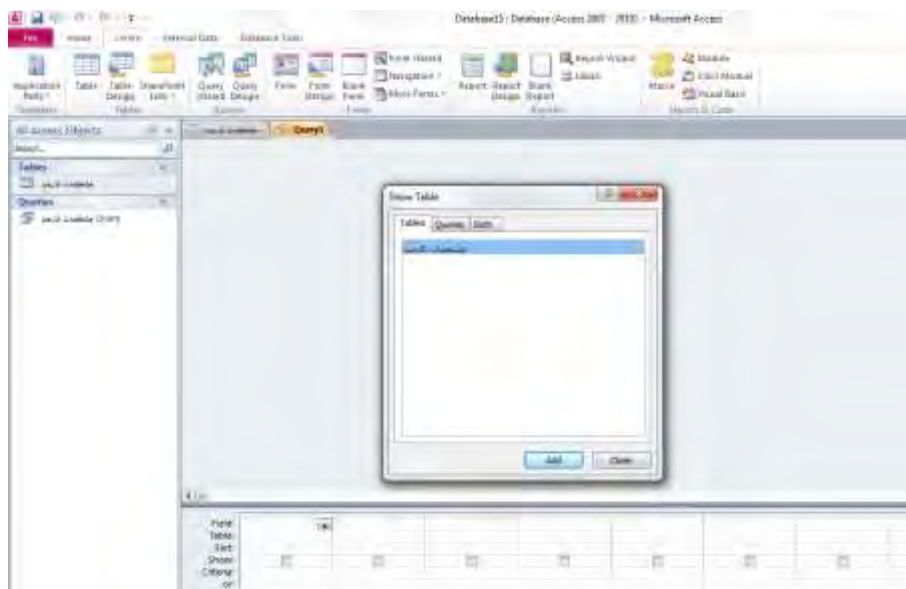 Database15 : Database (Access 2007 - 2010) - Microsoft Access
File Home Create External Data Database Tools
Application Parts Table Table Design SharePoint Lists Query Wizard Query Design Form Form Design Blank Form Form Wizard Navigation More Forms Report Report Design Blank Report Report Wizard Labels Macro Module Class Module Visual Basic
Templates Tables Queries Forms Reports Macros & Code
All Access Objects
Search...
Tables
Queries
Query
Query1
Show Table
Tables Queries Both
Add Close
Field:
Table:
Sort:
Show:
Criteria:
or: